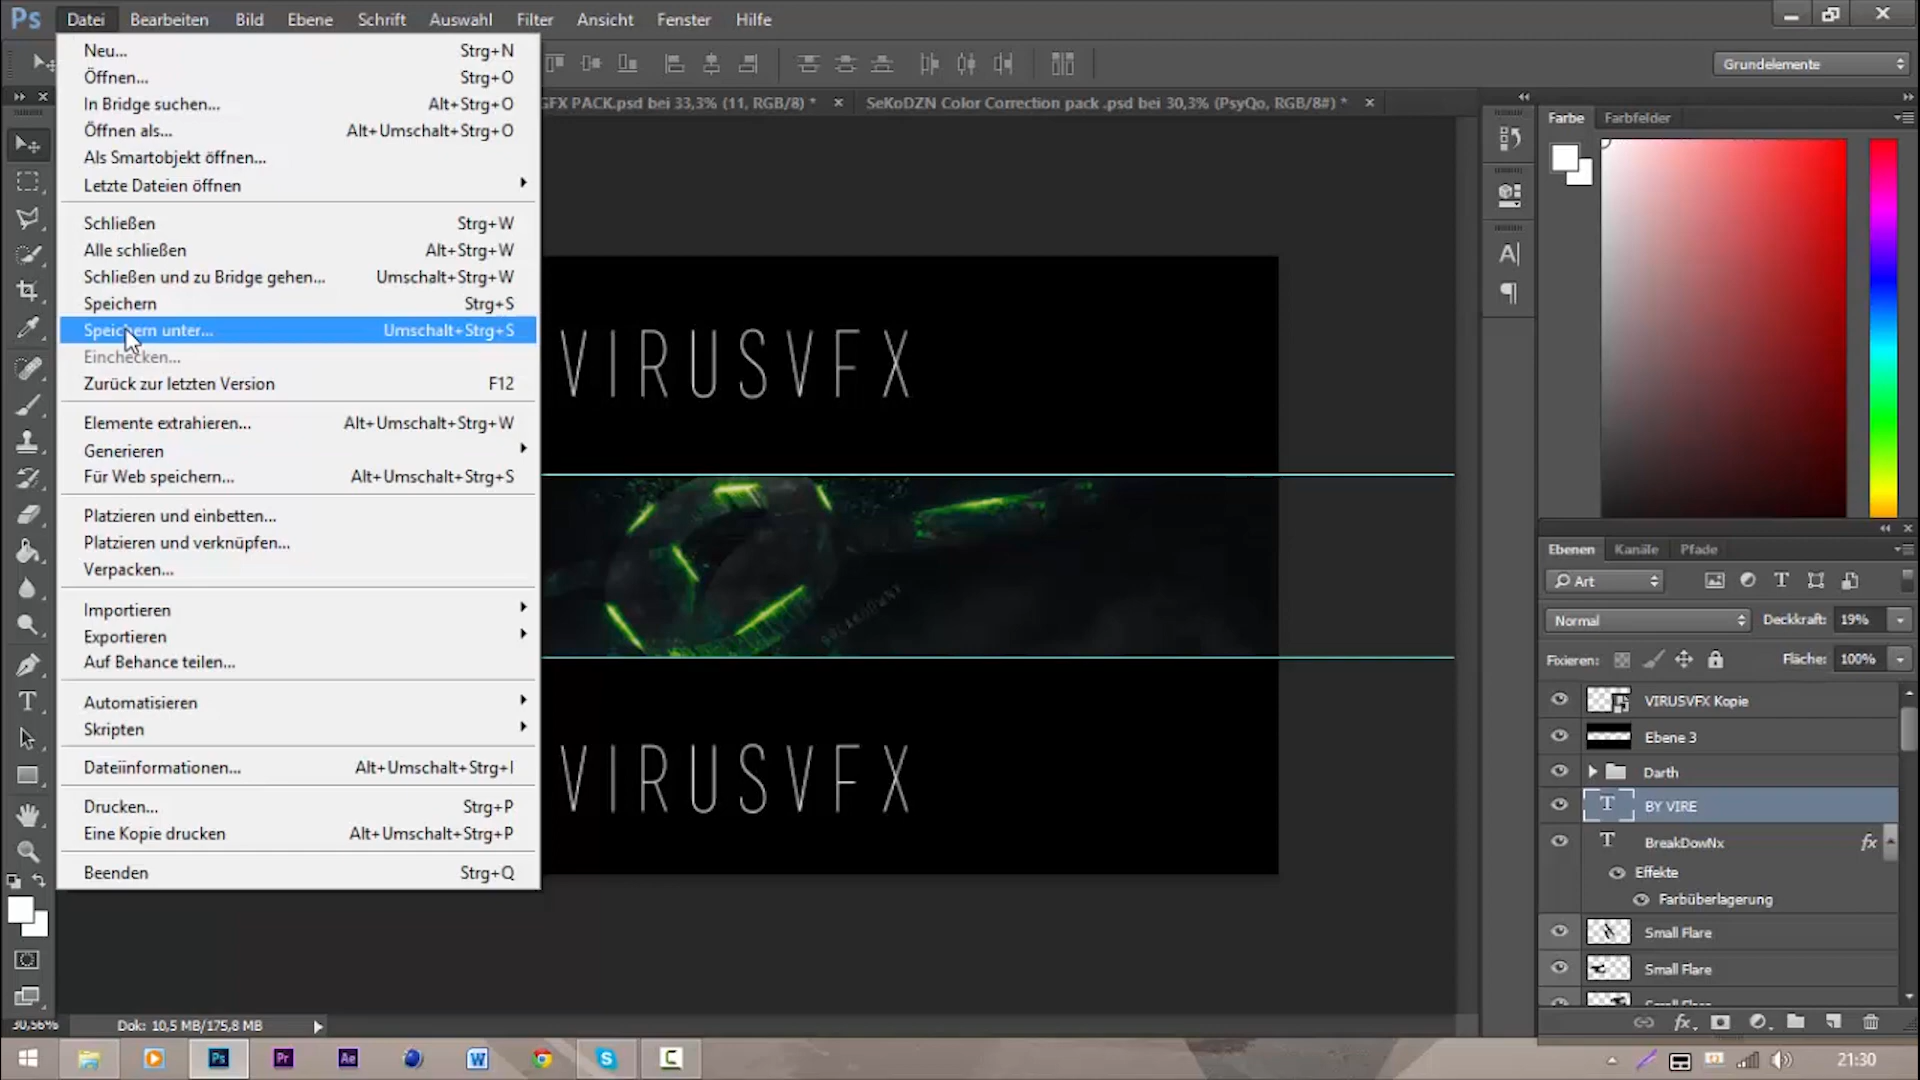 Ps Datei Bearbeiten Bild Ebene Schrift Auswahl Filter Ansicht Fenster Hilfe
Grundelemente
GFX PACK.psd bei 33,3% (11, RGB/8) * ×
SeKoDZN Color Correction pack .psd bei 30,3% (PsyQo, RGB/8#) * ×
Neu... Strg+N
Öffnen... Strg+O
In Bridge suchen... Alt+Strg+O
Öffnen als... Alt+Umschalt+Strg+O
Als Smartobjekt öffnen...
Letzte Dateien öffnen
Schließen Strg+W
Alle schließen Alt+Strg+W
Schließen und zu Bridge gehen... Umschalt+Strg+W
Speichern Strg+S
Speichern unter... Umschalt+Strg+S
Einchecken...
Zurück zur letzten Version F12
Elemente extrahieren... Alt+Umschalt+Strg+W
Generieren
Für Web speichern... Alt+Umschalt+Strg+S
Platzieren und einbetten...
Platzieren und verknüpfen...
Verpacken...
Importieren
Exportieren
Auf Behance teilen...
Automatisieren
Skripten
Dateiinformationen... Alt+Umschalt+Strg+I
Drucken... Strg+P
Eine Kopie drucken Alt+Umschalt+Strg+P
Beenden Strg+Q
VIRUSVFX
VIRUSVFX
Farbe Farbfelder
Ebenen Kanäle Pfade
Art
Normal Deckkraft: 19%
Fixieren: Fläche: 100%
VIRUSVFX Kopie
Ebene 3
Darth
T BY VIRE
T BreakDowNx fx
Effekte
Farbüberlagerung
Small Flare
Small Flare
Small Flare
30,56% Dok: 10,5 MB/175,8 MB
Ps Pr Ae W S C
21:30